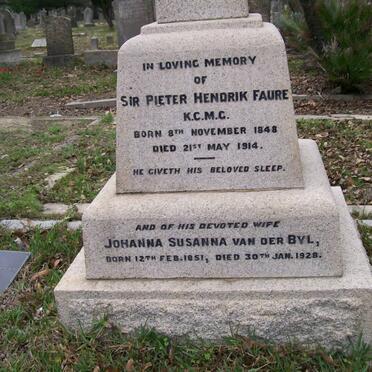 IN LOVING MEMORY
OF
SIR PIETER HENDRIK FAURE
K.C.M.G.
BORN 8TH NOVEMBER 1848
DIED 21ST MAY 1914.
HE GIVETH HIS BELOVED SLEEP.
AND OF HIS DEVOTED WIFE
JOHANNA SUSANNA VAN DER BYL,
BORN 12TH FEB. 1851, DIED 30TH JAN. 1928.